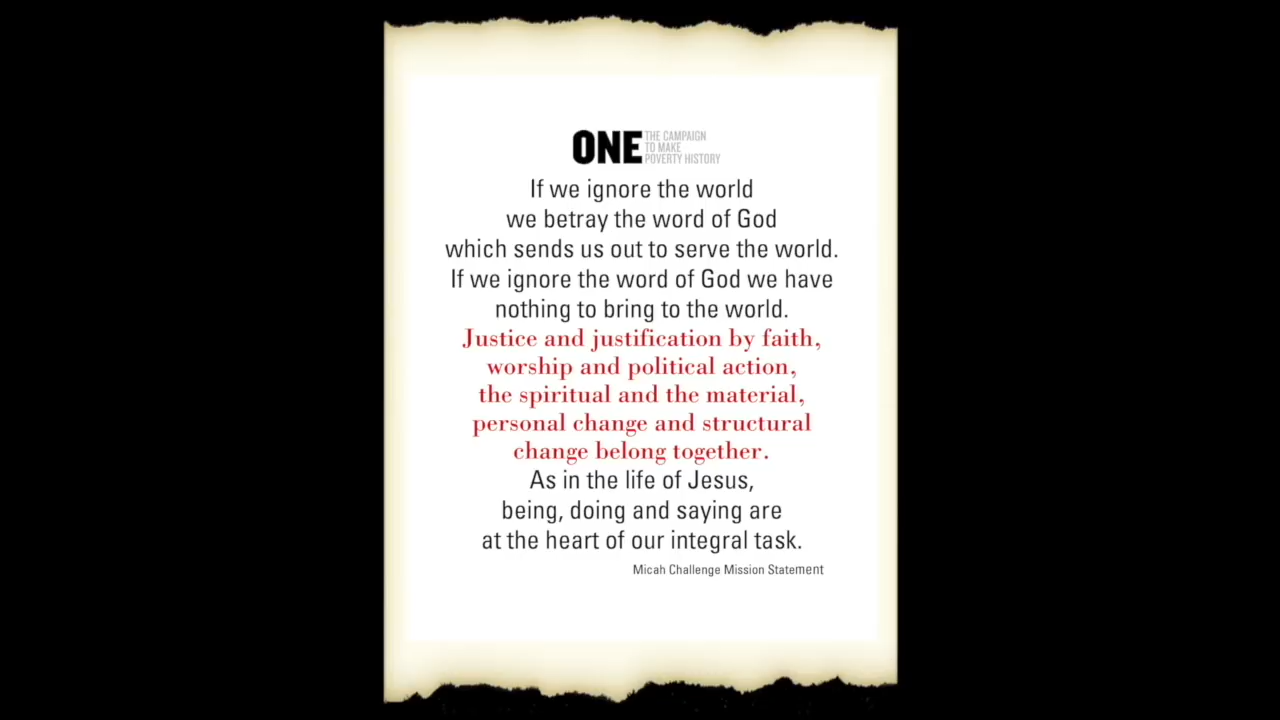 ONE THE CAMPAIGN
TO MAKE
POVERTY HISTORY
If we ignore the world
we betray the word of God
which sends us out to serve the world.
If we ignore the word of God we have
nothing to bring to the world.
Justice and justification by faith,
worship and political action,
the spiritual and the material,
personal change and structural
change belong together.
As in the life of Jesus,
being, doing and saying are
at the heart of our integral task.
Micah Challenge Mission Statement